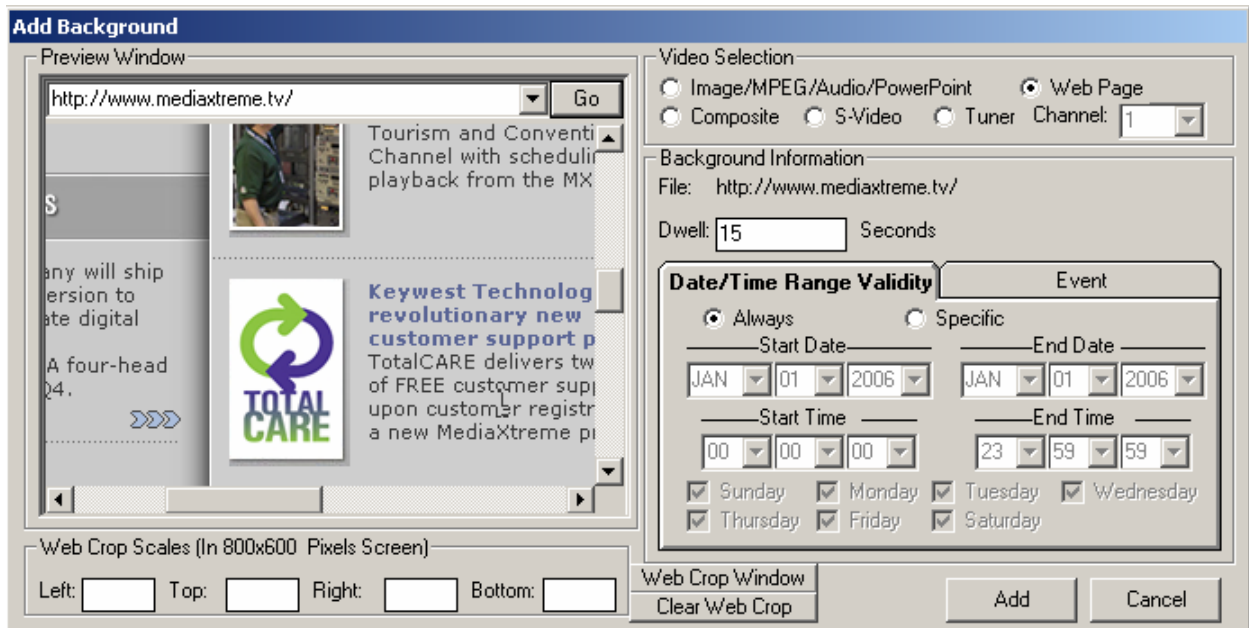 Add Background
Preview Window
http://www.mediaxtreme.tv/
Go
Tourism and Conventi
Channel with schedulin
playback from the MX
S
any will ship
ersion to
ate digital
A four-head
Q4.
Keywest Technolog
revolutionary new
customer support p
TotalCARE delivers tw
of FREE customer supp
upon customer registr
a new MediaXtreme pr
TOTAL
CARE
Web Crop Scales (In 800x600 Pixels Screen)
Left:
Top:
Right:
Bottom:
Web Crop Window
Clear Web Crop
Video Selection
Image/MPEG/Audio/PowerPoint
Web Page
Composite
S-Video
Tuner
Channel:
1
Background Information
File: http://www.mediaxtreme.tv/
Dwell: 15 Seconds
Date/Time Range Validity
Event
Always
Specific
Start Date
End Date
JAN 01 2006
JAN 01 2006
Start Time
End Time
00 00 00
23 59 59
Sunday Monday Tuesday Wednesday
Thursday Friday Saturday
Add
Cancel